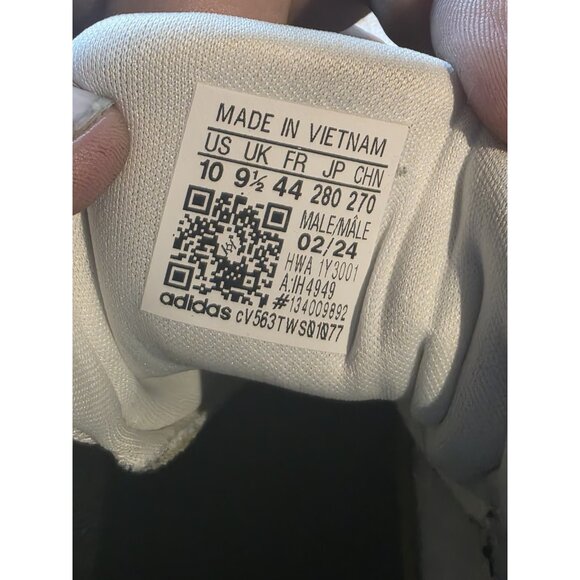 MADE IN VIETNAM
US UK FR JP CHN
10 9½ 44 280 270
MALE/MÂLE
02/24
HWA 1Y3001
A:IH4949
#134009892
adidas cV563TWS01077